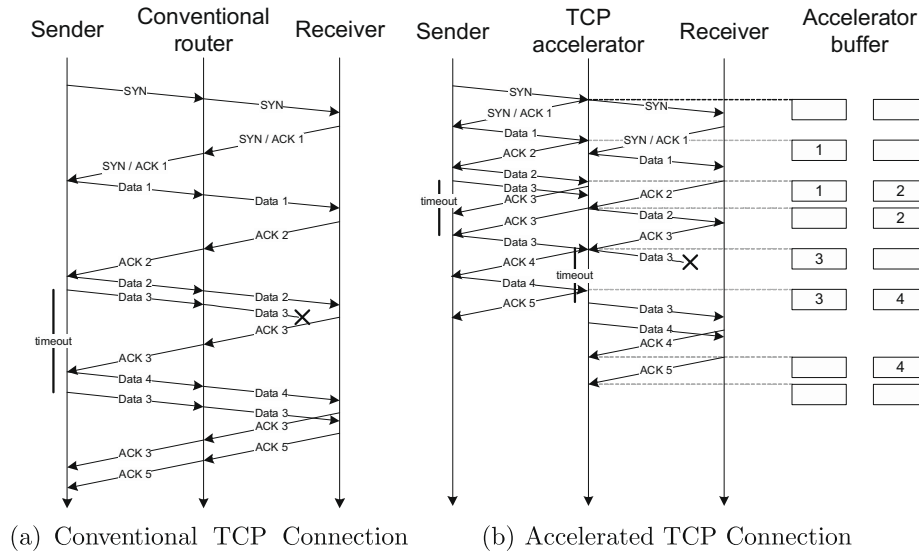 Sender
Conventional
router
Receiver
SYN
SYN
SYN / ACK 1
SYN / ACK 1
Data 1
Data 1
ACK 2
ACK 2
Data 2
Data 3
Data 2
Data 3
ACK 3
timeout
ACK 3
Data 4
Data 4
Data 3
Data 3
ACK 3
ACK 3
ACK 5
ACK 5
(a) Conventional TCP Connection
Sender
TCP
accelerator
Receiver
Accelerator
buffer
SYN
SYN
SYN / ACK 1
Data 1
SYN / ACK 1
1
ACK 2
Data 1
Data 2
Data 3
ACK 3
ACK 2
1
2
timeout
ACK 3
Data 2
2
Data 3
ACK 3
ACK 4
Data 3
3
timeout
Data 4
ACK 5
3
4
Data 3
Data 4
ACK 4
ACK 5
4
(b) Accelerated TCP Connection